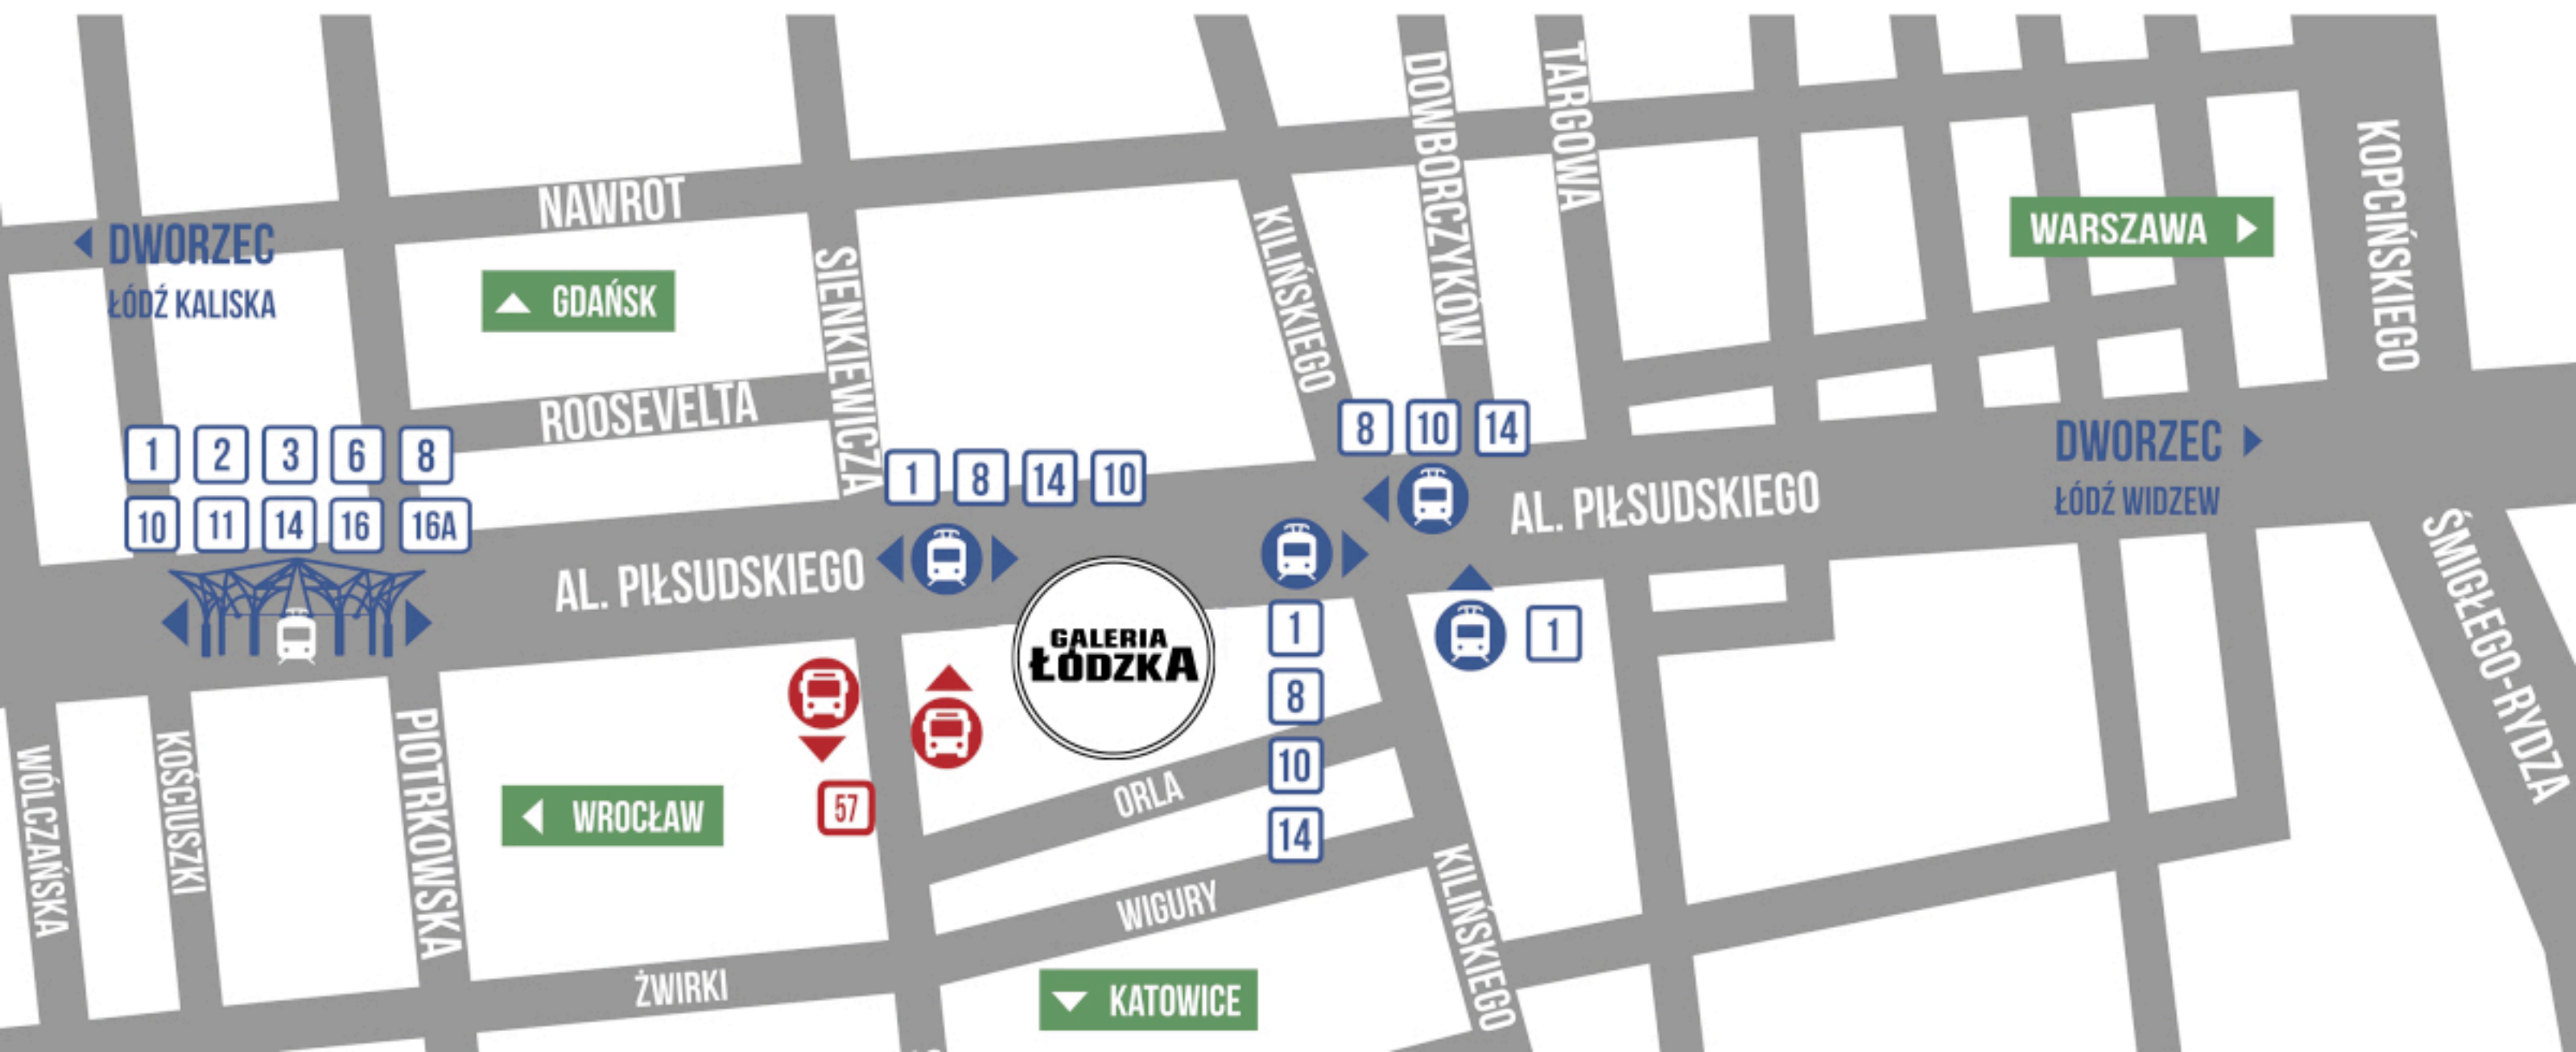 DOWBORCZYKÓW
TARGOWA
KOPCIŃSKIEGO
NAWROT
KILIŃSKIEGO
WARSZAWA
DWORZEC
ŁÓDŹ KALISKA
SIENKIEWICZA
GDAŃSK
ROOSEVELTA
1 2 3 6 8
10 11 14 16 16A
1 8 14 10
8 10 14
DWORZEC
ŁÓDŹ WIDZEW
AL. PIŁSUDSKIEGO
AL. PIŁSUDSKIEGO
ŚMIGŁEGO-RYDZA
GALERIA
ŁÓDZKA
1
8
10
14
1
WÓLCZAŃSKA
KOŚCIUSZKI
PIOTRKOWSKA
WROCŁAW
57
ORLA
WIGURY
KILIŃSKIEGO
ŻWIRKI
KATOWICE